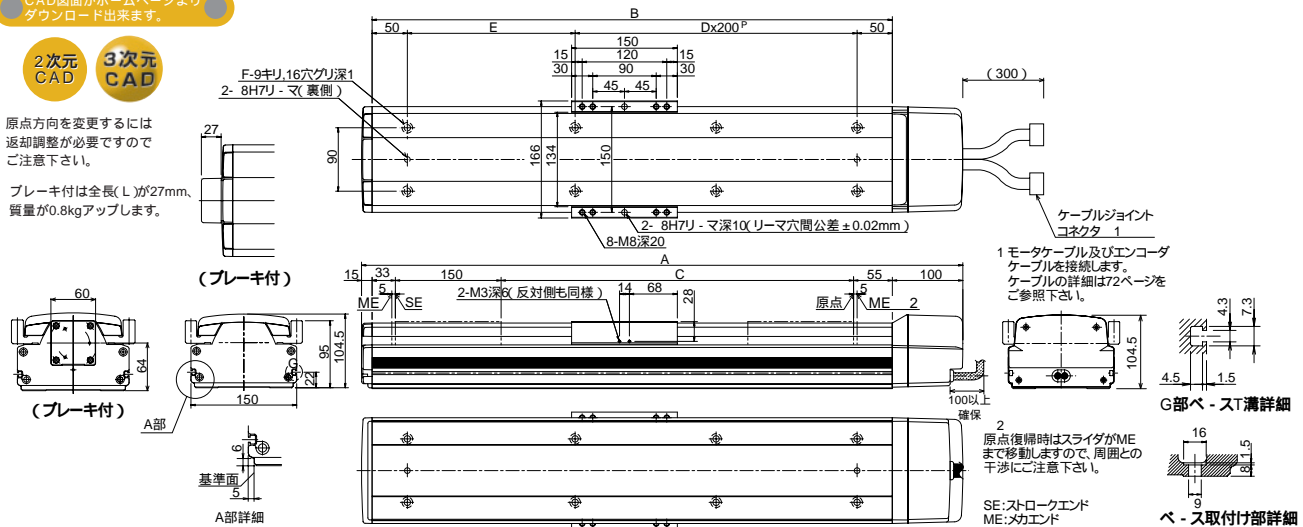 CAD図面がホームページより
ダウンロード出来ます。
2次元
CAD
3次元
CAD
原点方向を変更するには
返却調整が必要ですので
ご注意下さい。
ブレーキ付は全長(L)が27mm、
質量が0.8kgアップします。
27
(ブレーキ付)
B
50
E
Dx200P
50
150
15
120
15
30
90
30
45
45
F-9キリ,16穴グリ深1
2- 8H7リ-マ(裏側)
90
166
134
150
(300)
2- 8H7リ-マ深10(リーマ穴間公差±0.02mm)
8-M8深20
ケーブルジョイント
コネクタ 1
1 モータケーブル及びエンコーダ
ケーブルを接続します。
ケーブルの詳細は72ページを
ご参照下さい。
A
15
33
150
C
55
100
5
5
ME
SE
2-M3深6(反対側も同様)
14
68
28
原点
ME
2
100以上
確保
60
64
(ブレーキ付)
95
104.5
G
22
150
A部
6
基準面
5
A部詳細
104.5
4.3
7.3
4.5
1.5
G部ベ-スT溝詳細
2
原点復帰時はスライダがME
まで移動しますので、周囲との
干渉にご注意下さい。
SE:ストロークエンド
ME:メカエンド
16
1.5
8
9
ベ-ス取付け部詳細